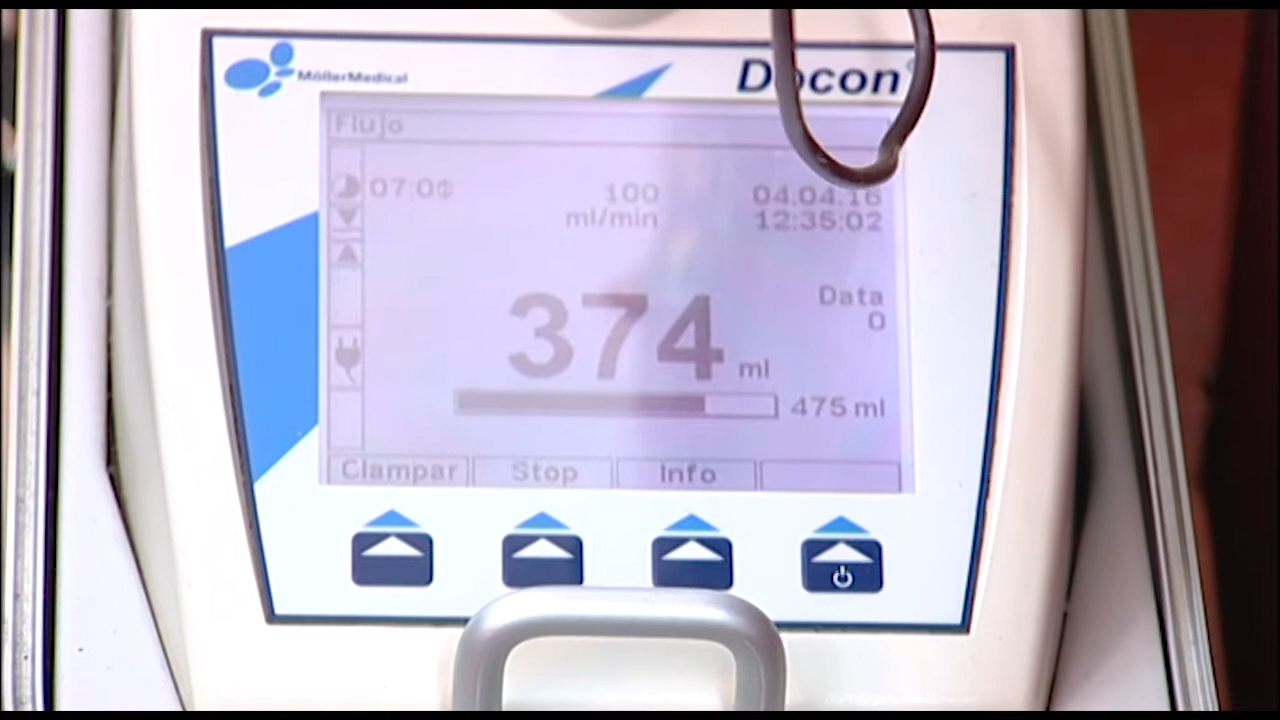 MöllerMedical
Docon
Flujo
07:00 100 04.04.16
ml/min 12:35:02
Data
0
374 ml
475 ml
Clampar Stop Info